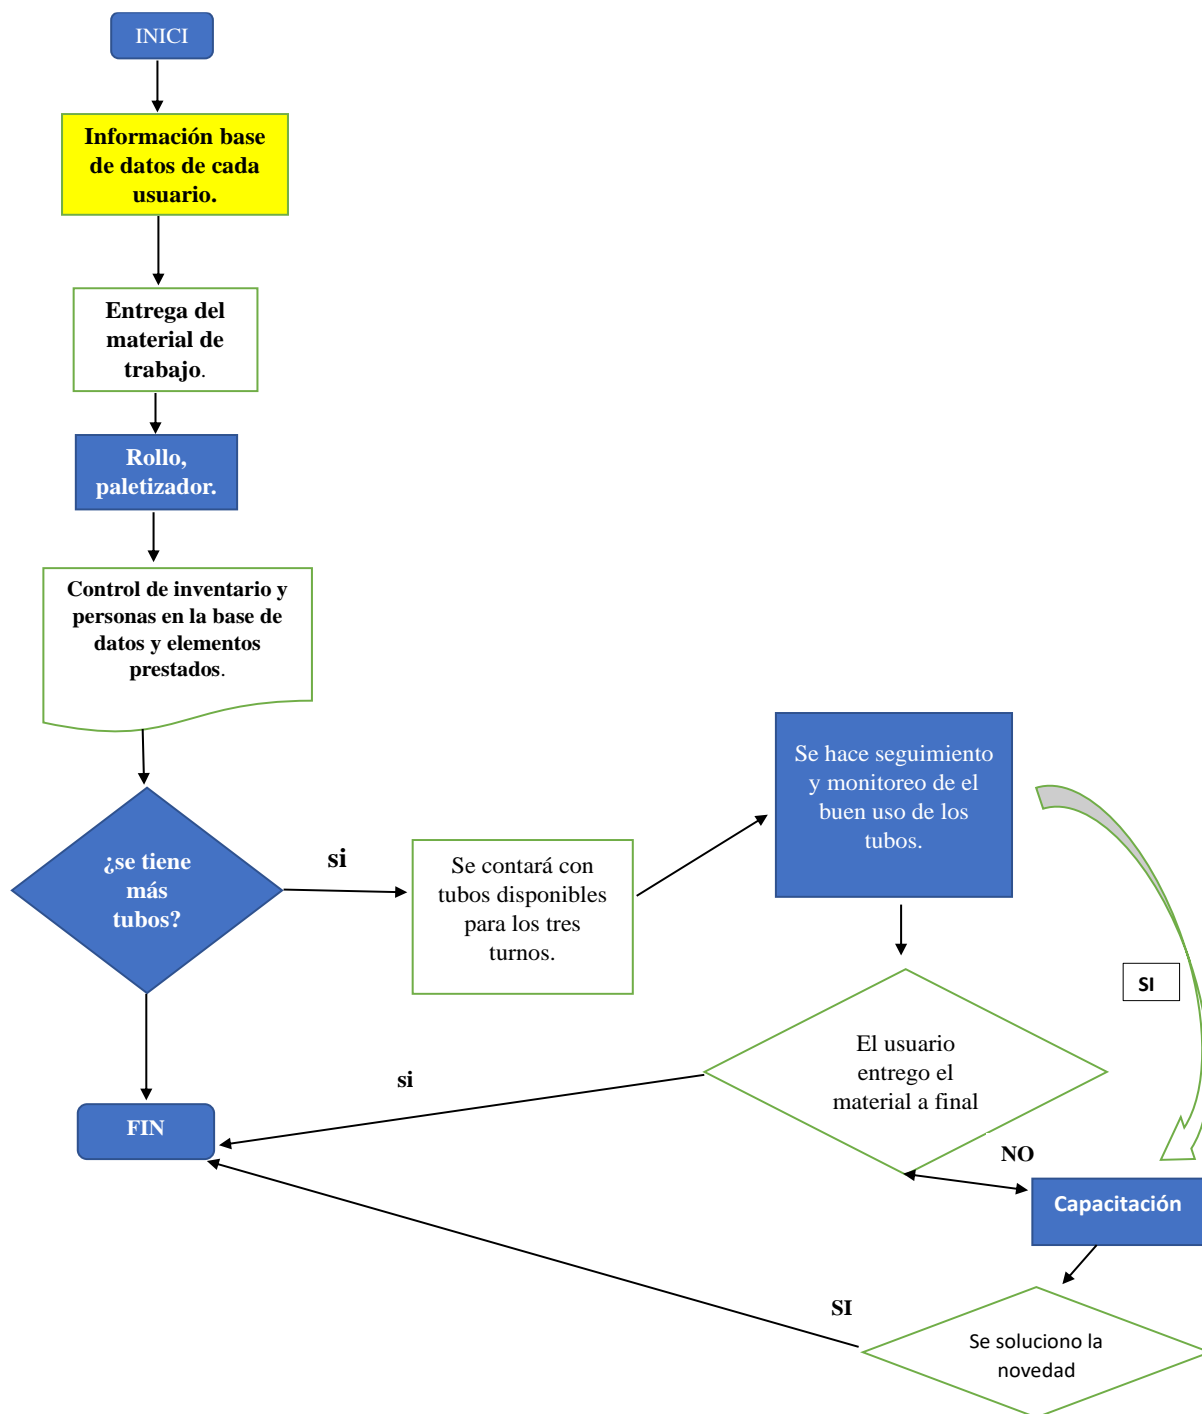 INICI
Información base
de datos de cada
usuario.
Entrega del
material de
trabajo.
Rollo,
paletizador.
Control de inventario y
personas en la base de
datos y elementos
prestados.
¿se tiene
más
tubos?
si
Se contará con
tubos disponibles
para los tres
turnos.
Se hace seguimiento
y monitoreo de el
buen uso de los
tubos.
SI
El usuario
entrego el
material a final
si
FIN
NO
Capacitación
SI
Se soluciono la
novedad